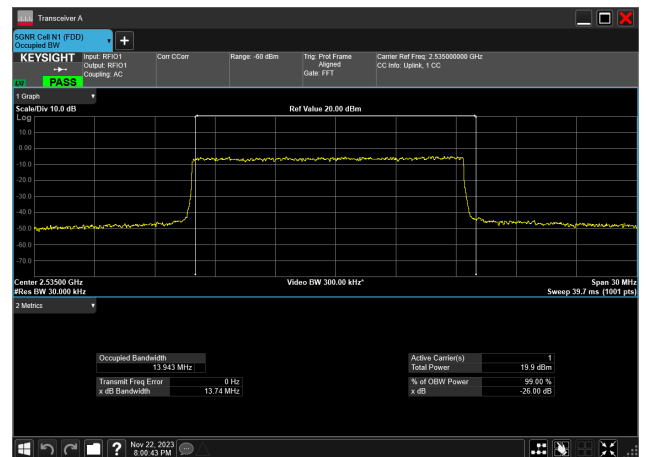 Transceiver A
5GNR Cell N1 (FDD)
Occupied BW
KEYSIGHT
PASS
Input: RFIO1
Output: RFIO1
Coupling: AC
Corr CCorr
Range: -60 dBm
Trig: Prot Frame
Aligned
Gate: FFT
Carrier Ref Freq: 2.535000000 GHz
CC Info: Uplink, 1 CC
1 Graph
Scale/Div 10.0 dB
Ref Value 20.00 dBm
Log
10.0
0.00
-10.0
-20.0
-30.0
-40.0
-50.0
-60.0
-70.0
Center 2.53500 GHz
Video BW 300.00 kHz*
Span 30 MHz
#Res BW 30.000 kHz
Sweep 39.7 ms (1001 pts)
2 Metrics
Occupied Bandwidth
13.943 MHz
Active Carrier(s) 1
Total Power 19.9 dBm
Transmit Freq Error 0 Hz
x dB Bandwidth 13.74 MHz
% of OBW Power 99.00 %
x dB -26.00 dB
Nov 22, 2023
8:00:43 PM